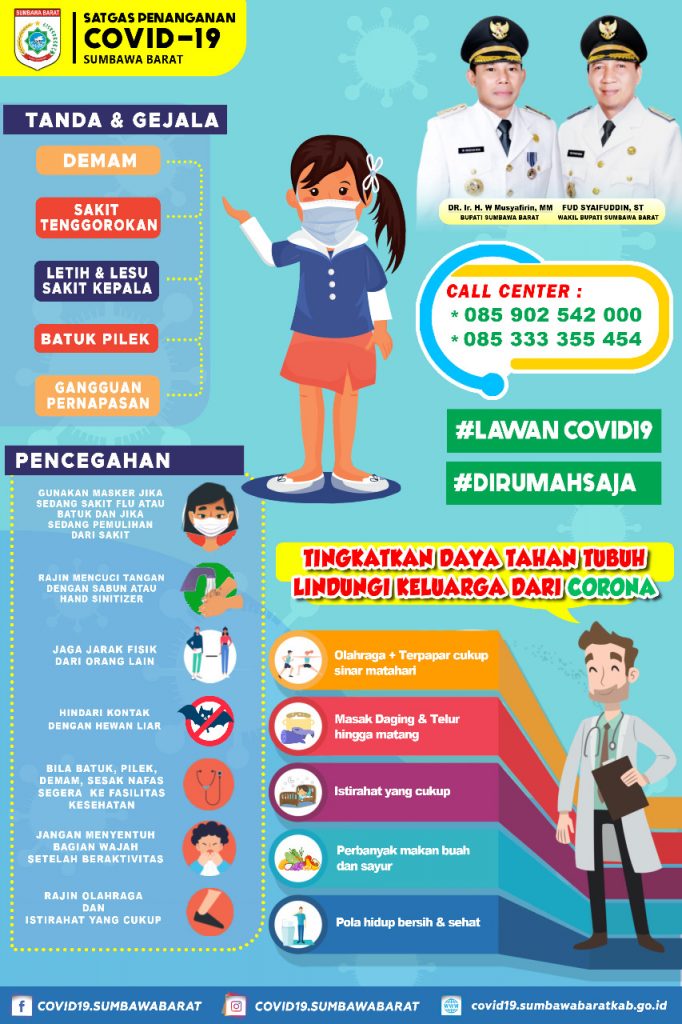 SUMBAWA BARAT
SATGAS PENANGANAN
COVID-19
SUMBAWA BARAT
DR. Ir. H. W Musyafirin, MM
BUPATI SUMBAWA BARAT
FUD SYAIFUDDIN, ST
WAKIL BUPATI SUMBAWA BARAT
TANDA & GEJALA
DEMAM
SAKIT
TENGGOROKAN
LETIH & LESU
SAKIT KEPALA
BATUK PILEK
GANGGUAN
PERNAPASAN
CALL CENTER :
* 085 902 542 000
* 085 333 355 454
#LAWAN COVID19
#DIRUMAHSAJA
PENCEGAHAN
GUNAKAN MASKER JIKA
SEDANG SAKIT FLU ATAU
BATUK DAN JIKA
SEDANG PEMULIHAN
DARI SAKIT
RAJIN MENCUCI TANGAN
DENGAN SABUN ATAU
HAND SINITIZER
JAGA JARAK FISIK
DARI ORANG LAIN
HINDARI KONTAK
DENGAN HEWAN LIAR
BILA BATUK, PILEK,
DEMAM, SESAK NAFAS
SEGERA KE FASILITAS
KESEHATAN
JANGAN MENYENTUH
BAGIAN WAJAH
SETELAH BERAKTIVITAS
RAJIN OLAHRAGA
DAN
ISTIRAHAT YANG CUKUP
TINGKATKAN DAYA TAHAN TUBUH
LINDUNGI KELUARGA DARI CORONA
Olahraga + Terpapar cukup
sinar matahari
Masak Daging & Telur
hingga matang
Istirahat yang cukup
Perbanyak makan buah
dan sayur
Pola hidup bersih & sehat
COVID19.SUMBAWABARAT
COVID19.SUMBAWABARAT
covid19.sumbawabaratkab.go.id